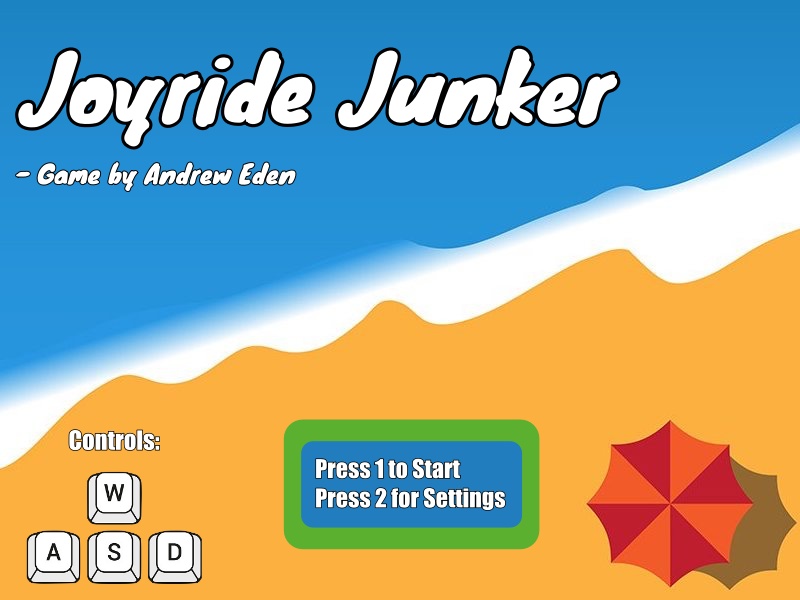 Joyride Junker
- Game by Andrew Eden
Controls:
Press 1 to Start
Press 2 for Settings
W
A S D